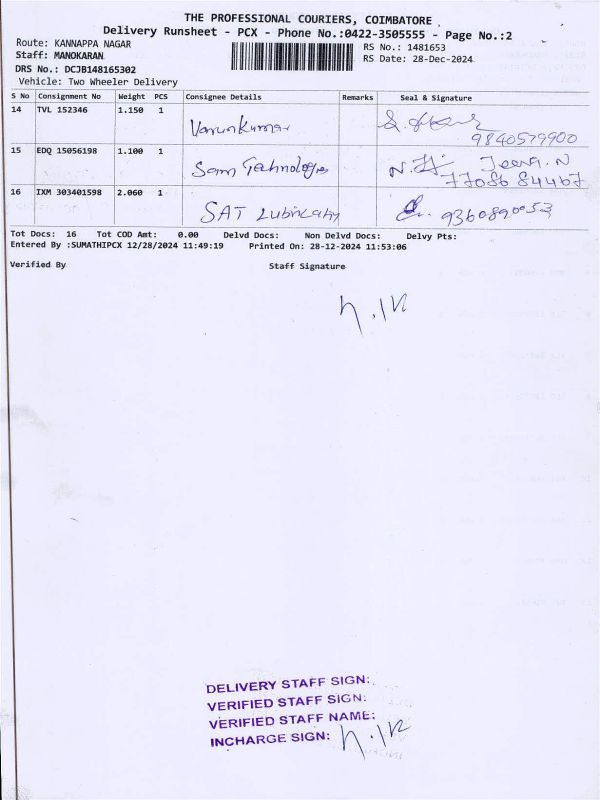 THE PROFESSIONAL COURIERS, COIMBATORE
Delivery Runsheet - PCX - Phone No.:0422-3505555 - Page No.:2
Route: KANNAPPA NAGAR
RS No.: 1481653
Staff: MANOKARAN
RS Date: 28-Dec-2024
DRS No.: DCJB148165302
Vehicle: Two Wheeler Delivery
S No Consignment No Weight PCS Consignee Details Remarks Seal & Signature
14 TVL 152346 1.150 1 Varunkumar 9840579900
15 EDQ 15056198 1.100 1 Sam Technologies Jeeva.N
7708684467
16 IXM 303401598 2.060 1 SAT Lubricaty 9360890053
Tot Docs: 16 Tot COD Amt: 0.00 Delvd Docs: Non Delvd Docs: Delvy Pts:
Entered By :SUMATHIPCX 12/28/2024 11:49:19 Printed On: 28-12-2024 11:53:06
Verified By Staff Signature
DELIVERY STAFF SIGN:
VERIFIED STAFF SIGN:
VERIFIED STAFF NAME:
INCHARGE SIGN: